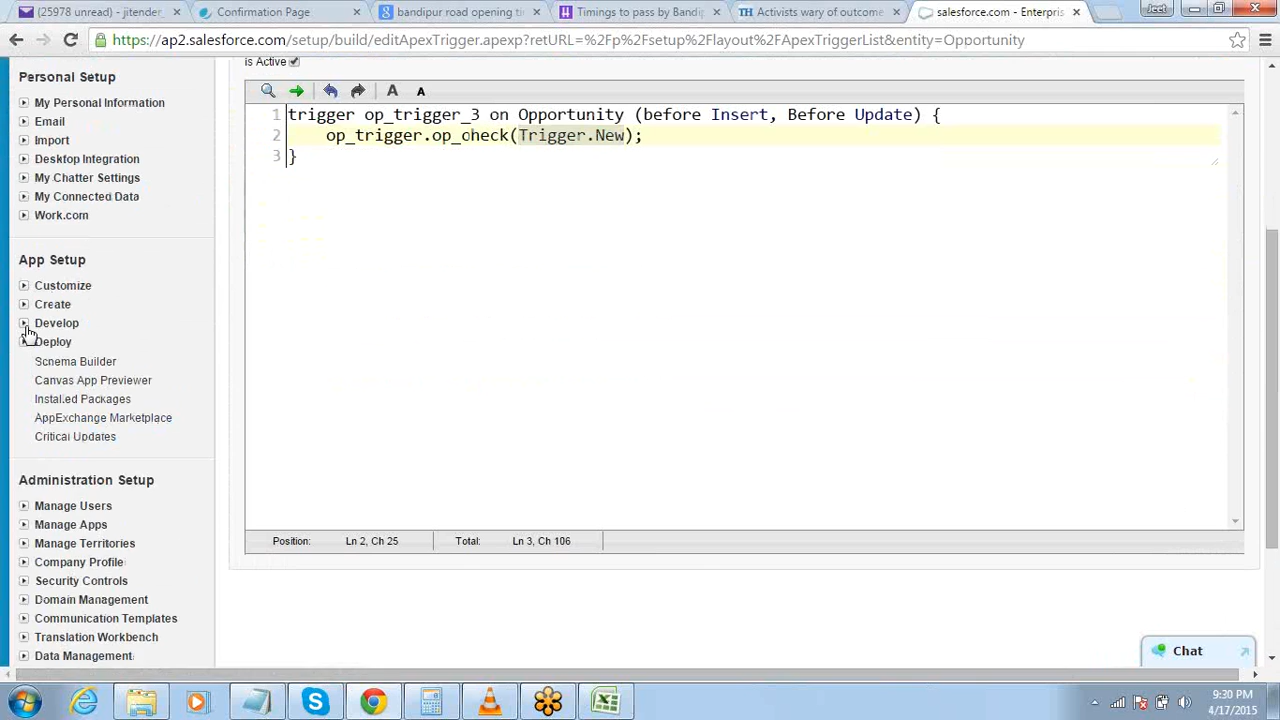 (25978 unread) - jitender
Confirmation Page
bandipur road opening ti
Timings to pass by Bandip
Activists wary of outcome
salesforce.com - Enterpris
Jeet
https://ap2.salesforce.com/setup/build/editApexTrigger.apexp?retURL=%2Fp%2Fsetup%2Flayout%2FApexTriggerList&entity=Opportunity
Personal Setup
My Personal Information
Email
Import
Desktop Integration
My Chatter Settings
My Connected Data
Work.com
App Setup
Customize
Create
Develop
Deploy
Schema Builder
Canvas App Previewer
Installed Packages
AppExchange Marketplace
Critical Updates
Administration Setup
Manage Users
Manage Apps
Manage Territories
Company Profile
Security Controls
Domain Management
Communication Templates
Translation Workbench
Data Management
Is Active
A A
1 trigger op_trigger_3 on Opportunity (before Insert, Before Update) {
2 op_trigger.op_check(Trigger.New);
3 }
Position: Ln 2, Ch 25 Total: Ln 3, Ch 106
Chat
9:30 PM
4/17/2015